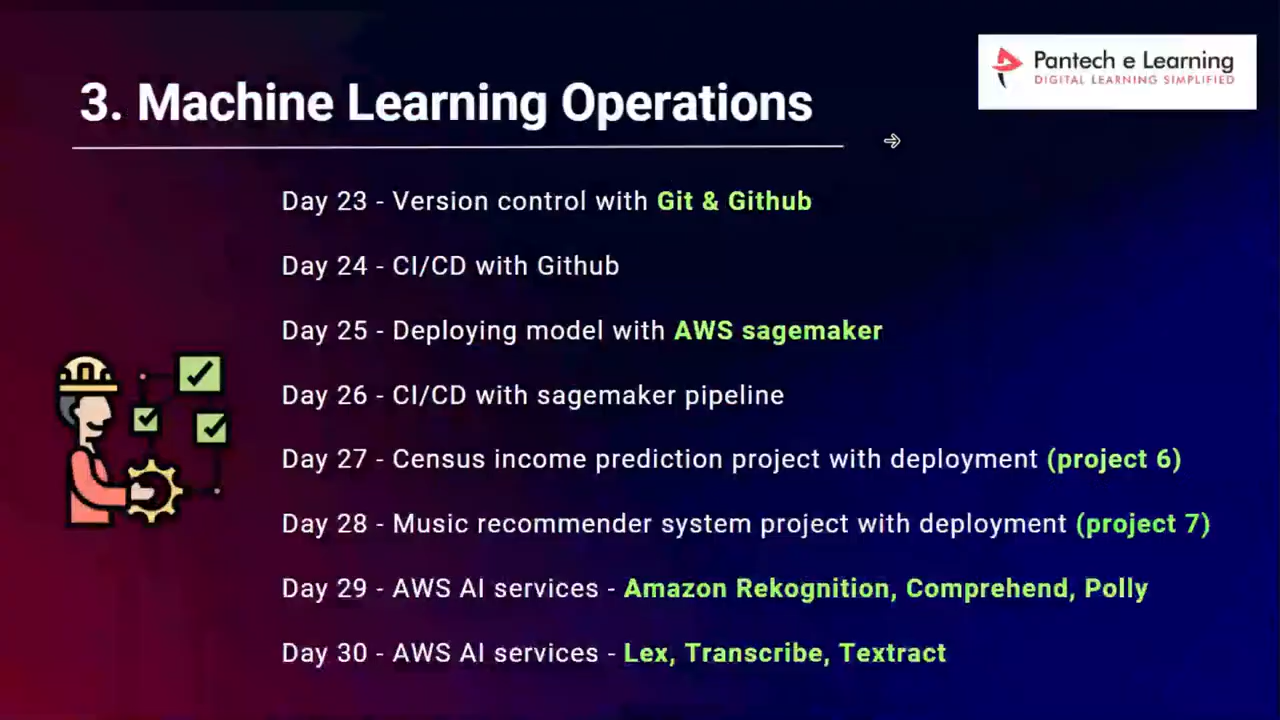 Pantech e Learning
DIGITAL LEARNING SIMPLIFIED
3. Machine Learning Operations
Day 23 - Version control with Git & Github
Day 24 - CI/CD with Github
Day 25 - Deploying model with AWS sagemaker
Day 26 - CI/CD with sagemaker pipeline
Day 27 - Census income prediction project with deployment (project 6)
Day 28 - Music recommender system project with deployment (project 7)
Day 29 - AWS AI services - Amazon Rekognition, Comprehend, Polly
Day 30 - AWS AI services - Lex, Transcribe, Textract